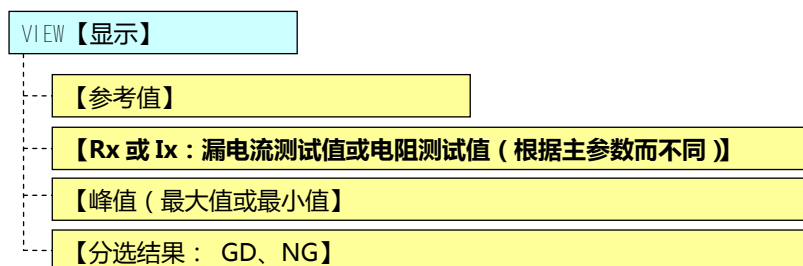 VIEW【显示】
【参考值】
【Rx 或 Ix：漏电流测试值或电阻测试值（根据主参数而不同）】
【峰值（最大值或最小值】
【分选结果： GD、NG】